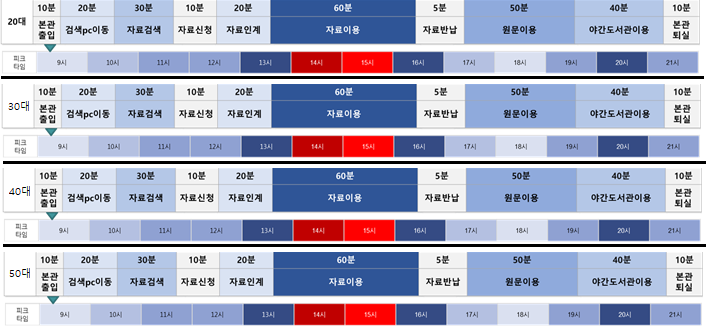 10분 20분 30분 10분 20분 60분 5분 50분 40분 10분
20대 본관출입 검색pc이동 자료검색 자료신청 자료인계 자료이용 자료반납 원문이용 야간도서관이용 본관퇴실
피크타임 9시 10시 11시 12시 13시 14시 15시 16시 17시 18시 19시 20시 21시
10분 20분 30분 10분 20분 60분 5분 50분 40분 10분
30대 본관출입 검색pc이동 자료검색 자료신청 자료인계 자료이용 자료반납 원문이용 야간도서관이용 본관퇴실
피크타임 9시 10시 11시 12시 13시 14시 15시 16시 17시 18시 19시 20시 21시
10분 20분 30분 10분 20분 60분 5분 50분 40분 10분
40대 본관출입 검색pc이동 자료검색 자료신청 자료인계 자료이용 자료반납 원문이용 야간도서관이용 본관퇴실
피크타임 9시 10시 11시 12시 13시 14시 15시 16시 17시 18시 19시 20시 21시
10분 20분 30분 10분 20분 60분 5분 50분 40분 10분
50대 본관출입 검색pc이동 자료검색 자료신청 자료인계 자료이용 자료반납 원문이용 야간도서관이용 본관퇴실
피크타임 9시 10시 11시 12시 13시 14시 15시 16시 17시 18시 19시 20시 21시